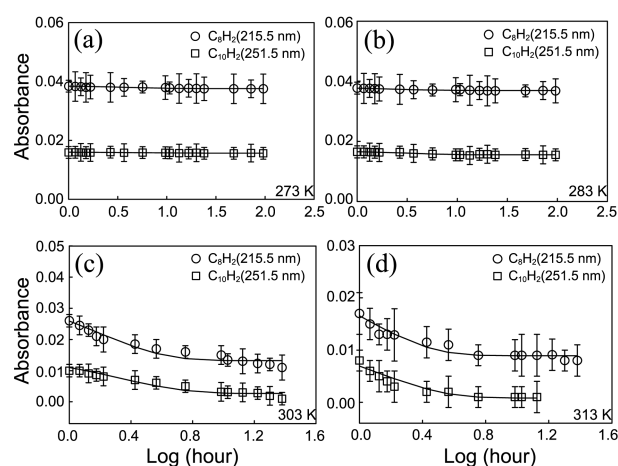 (a)
C₈H₂(215.5 nm)
C₁₀H₂(251.5 nm)
273 K
0.06
0.04
0.02
0.00
0.0 0.5 1.0 1.5 2.0 2.5
Absorbance
(b)
C₈H₂(215.5 nm)
C₁₀H₂(251.5 nm)
283 K
0.06
0.04
0.02
0.00
0.0 0.5 1.0 1.5 2.0 2.5
(c)
C₈H₂(215.5 nm)
C₁₀H₂(251.5 nm)
303 K
0.05
0.04
0.03
0.02
0.01
0.00
0.0 0.4 0.8 1.2 1.6
Absorbance
Log (hour)
(d)
C₈H₂(215.5 nm)
C₁₀H₂(251.5 nm)
313 K
0.03
0.02
0.01
0.00
0.0 0.4 0.8 1.2 1.6
Log (hour)